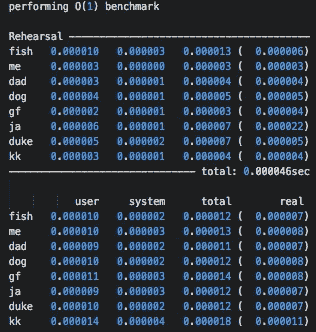 performing O(1) benchmark
Rehearsal ----------------------------------------
fish 0.000010 0.000003 0.000013 ( 0.000006)
me 0.000003 0.000000 0.000003 ( 0.000003)
dad 0.000003 0.000001 0.000004 ( 0.000004)
dog 0.000004 0.000001 0.000005 ( 0.000005)
gf 0.000002 0.000001 0.000003 ( 0.000004)
ja 0.000006 0.000001 0.000007 ( 0.000022)
duke 0.000005 0.000002 0.000007 ( 0.000005)
kk 0.000003 0.000001 0.000004 ( 0.000004)
------------------------------- total: 0.000046sec
user system total real
fish 0.000010 0.000002 0.000012 ( 0.000007)
me 0.000010 0.000003 0.000013 ( 0.000008)
dad 0.000009 0.000002 0.000011 ( 0.000007)
dog 0.000010 0.000002 0.000012 ( 0.000008)
gf 0.000011 0.000003 0.000014 ( 0.000008)
ja 0.000009 0.000003 0.000012 ( 0.000007)
duke 0.000010 0.000002 0.000012 ( 0.000007)
kk 0.000014 0.000004 0.000018 ( 0.000011)